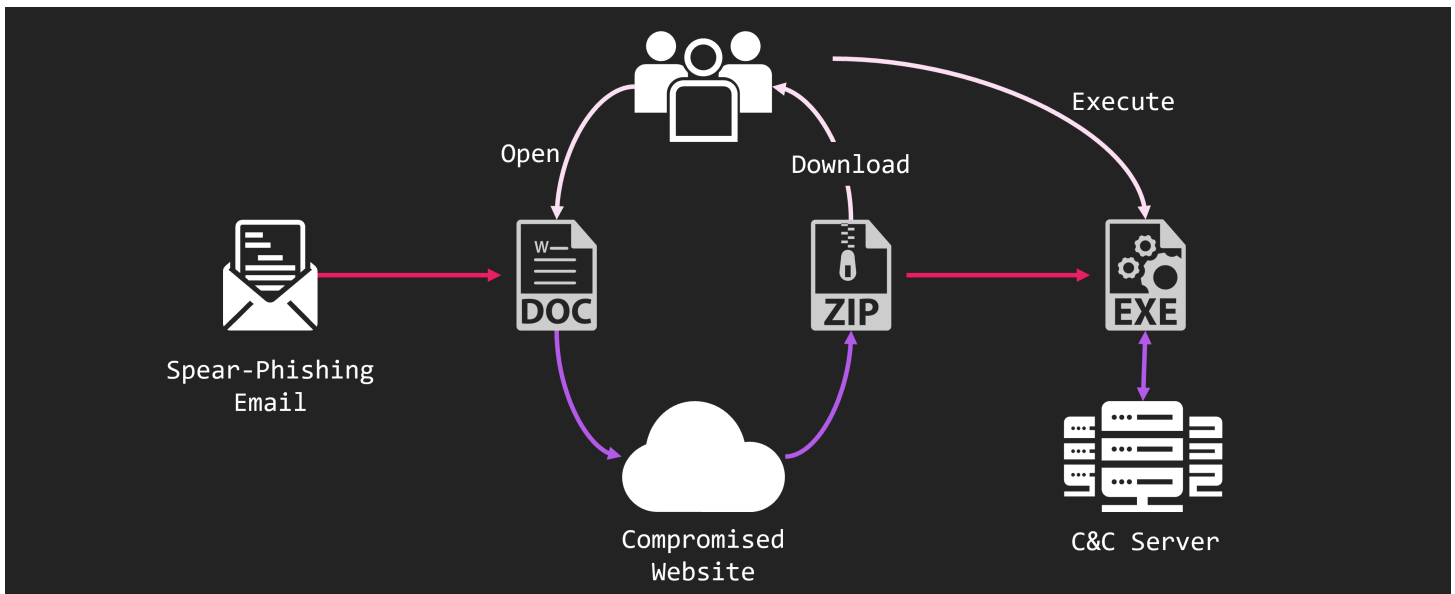 Execute
Open
Download
W
DOC
ZIP
EXE
Spear-Phishing
Email
Compromised
Website
C&C Server